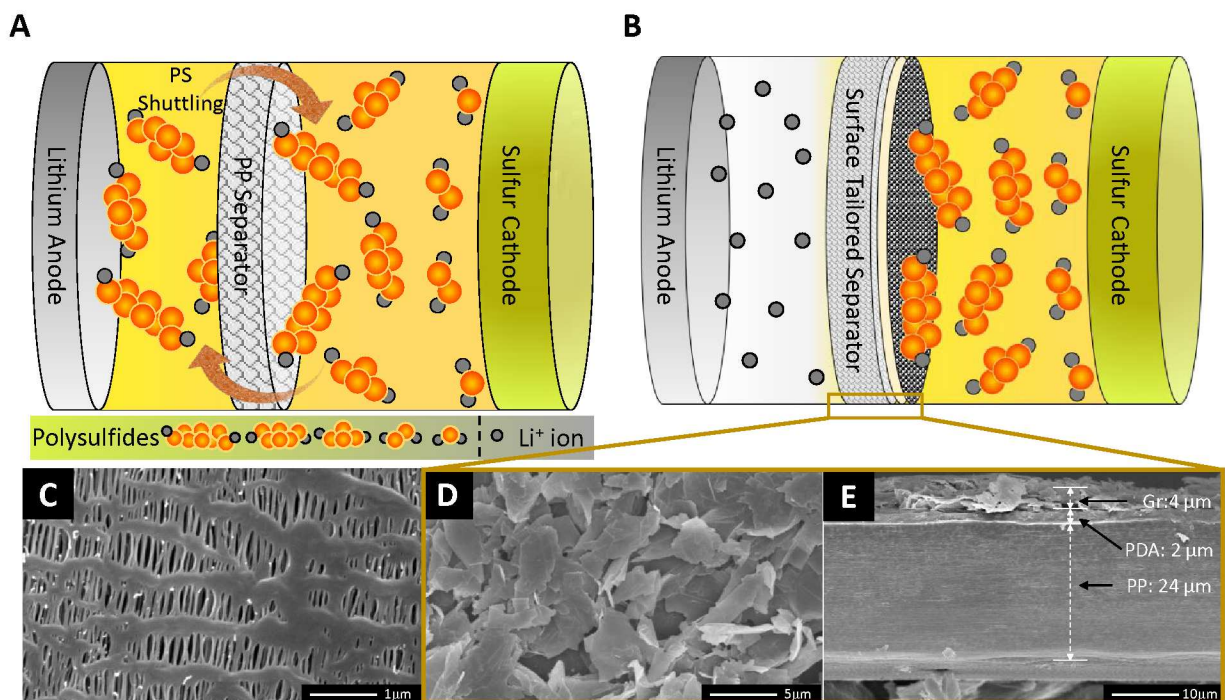 A
B
PS
Shuttling
Lithium Anode
PP Separator
Sulfur Cathode
Lithium Anode
Surface Tailored Separator
Sulfur Cathode
Polysulfides
Li⁺ ion
C
D
E
Gr:4 μm
PDA: 2 μm
PP: 24 μm
1μm
5μm
10μm